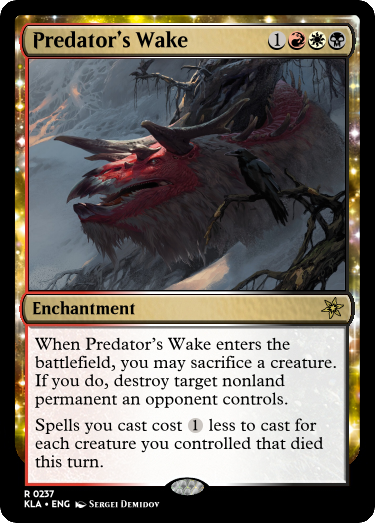 Predator's Wake 1
Enchantment
When Predator's Wake enters the
battlefield, you may sacrifice a creature.
If you do, destroy target nonland
permanent an opponent controls.
Spells you cast cost 1 less to cast for
each creature you controlled that died
this turn.
R 0237
KLA • ENG Sergei Demidov